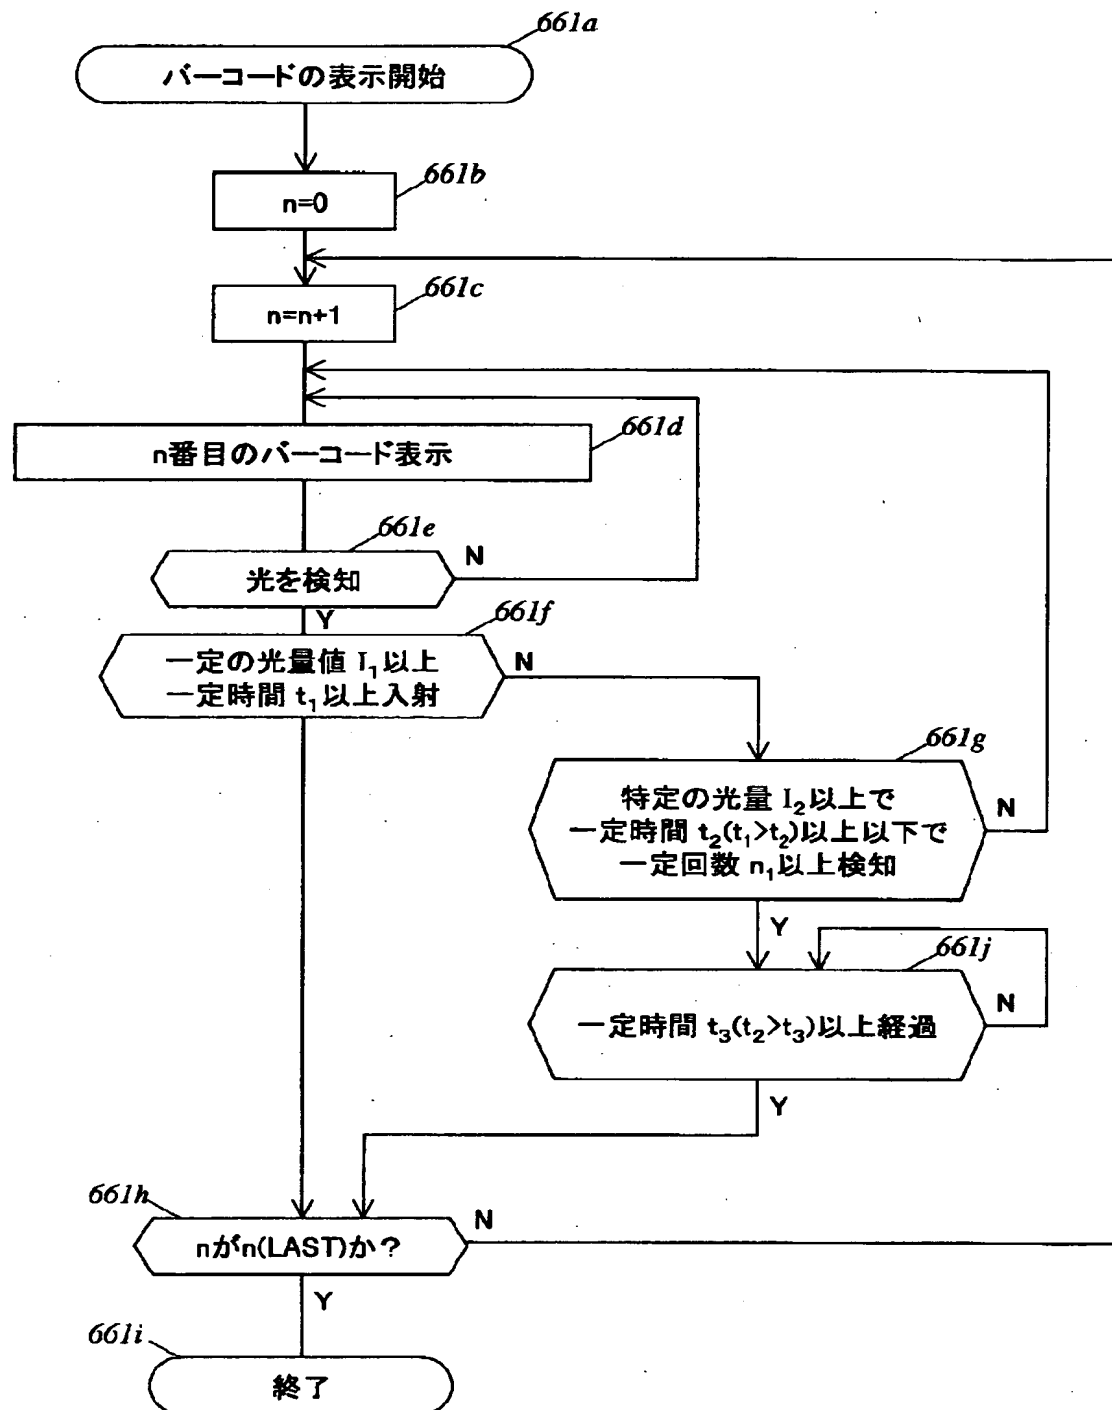 661a
バーコードの表示開始
661b
n=0
661c
n=n+1
661d
n番目のバーコード表示
661e
光を検知
N
Y
661f
一定の光量値 I₁以上
一定時間 t₁以上入射
N
661g
特定の光量 I₂以上で
一定時間 t₂(t₁>t₂)以上以下で
一定回数 n₁以上検知
N
Y
661j
一定時間 t₃(t₂>t₃)以上経過
N
Y
661h
nがn(LAST)か?
N
Y
661i
終了